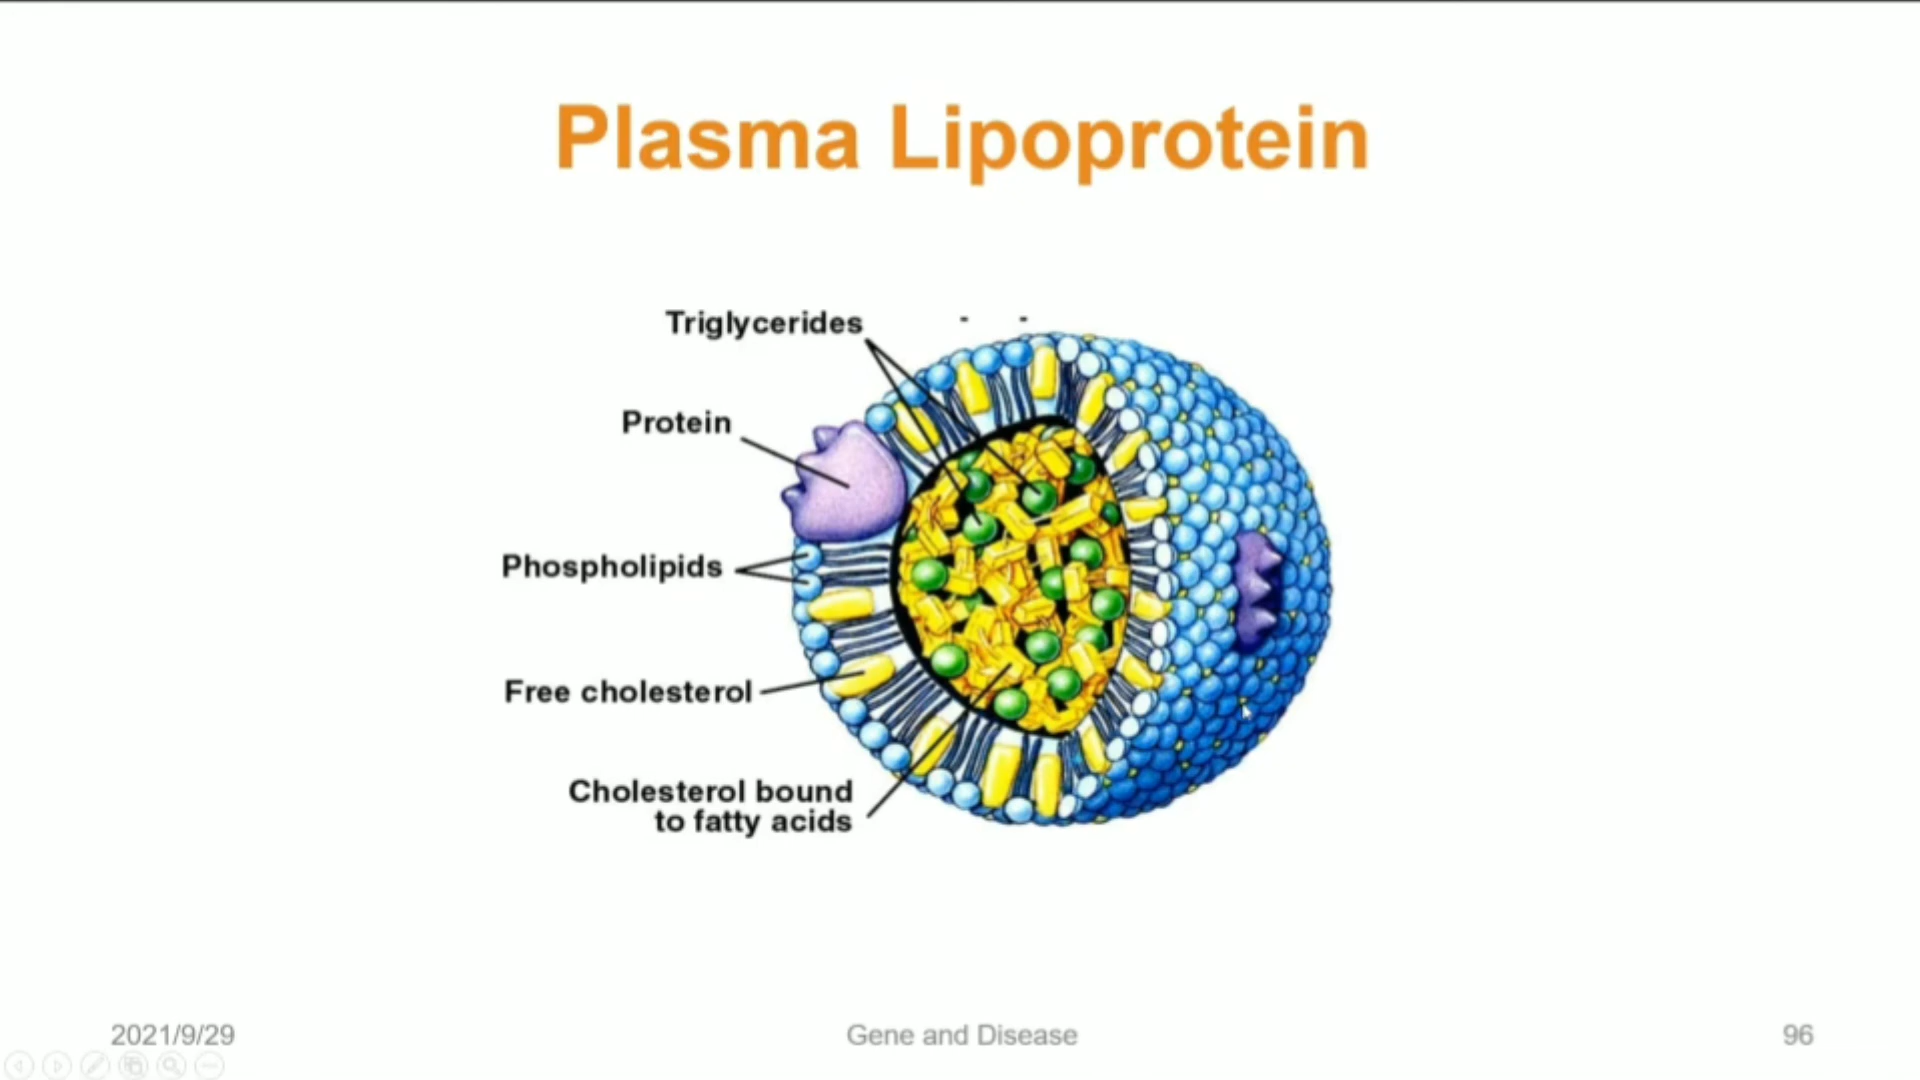 Plasma Lipoprotein
Triglycerides
Protein
Phospholipids
Free cholesterol
Cholesterol bound
to fatty acids
2021/9/29
Gene and Disease
96